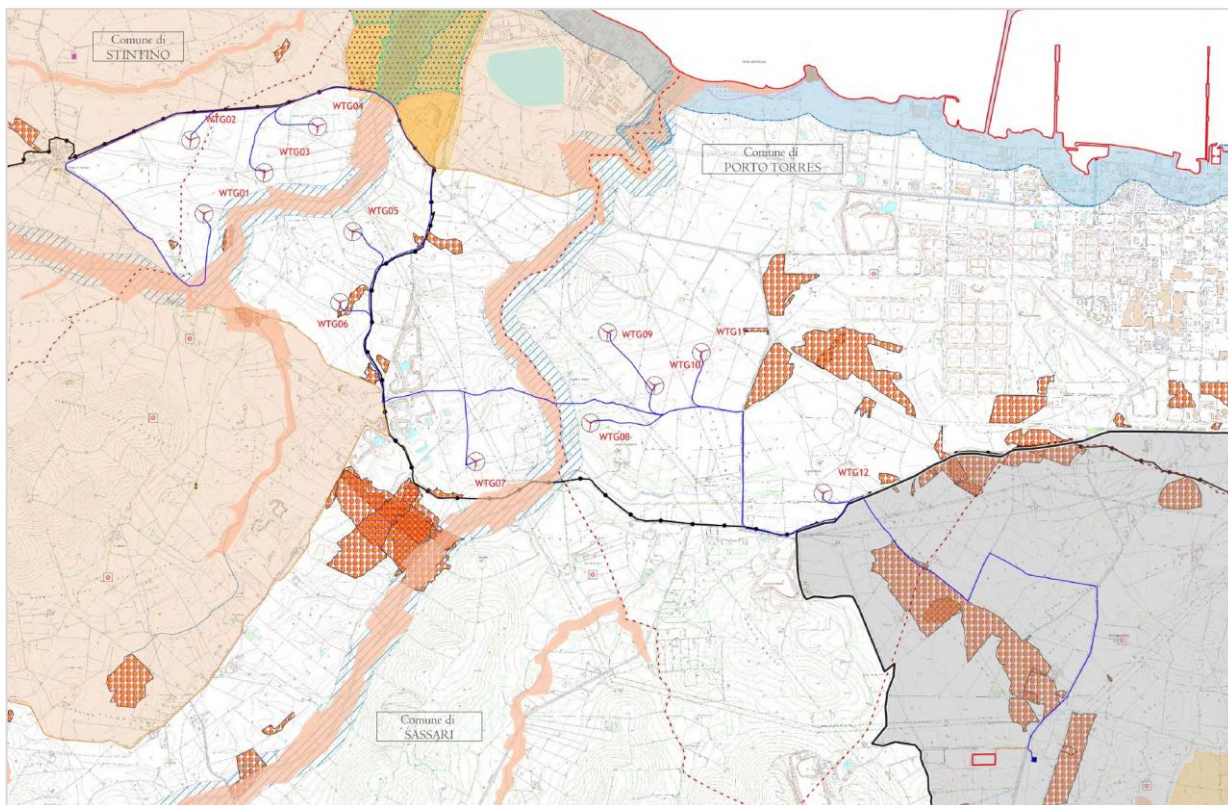 Comune di
STINTINO
WTG04
WTG02
WTG03
WTG01
Comune di
PORTO TORRES
WTG05
WTG06
WTG09
WTG11
WTG10
WTG08
WTG07
WTG12
Comune di
SASSARI